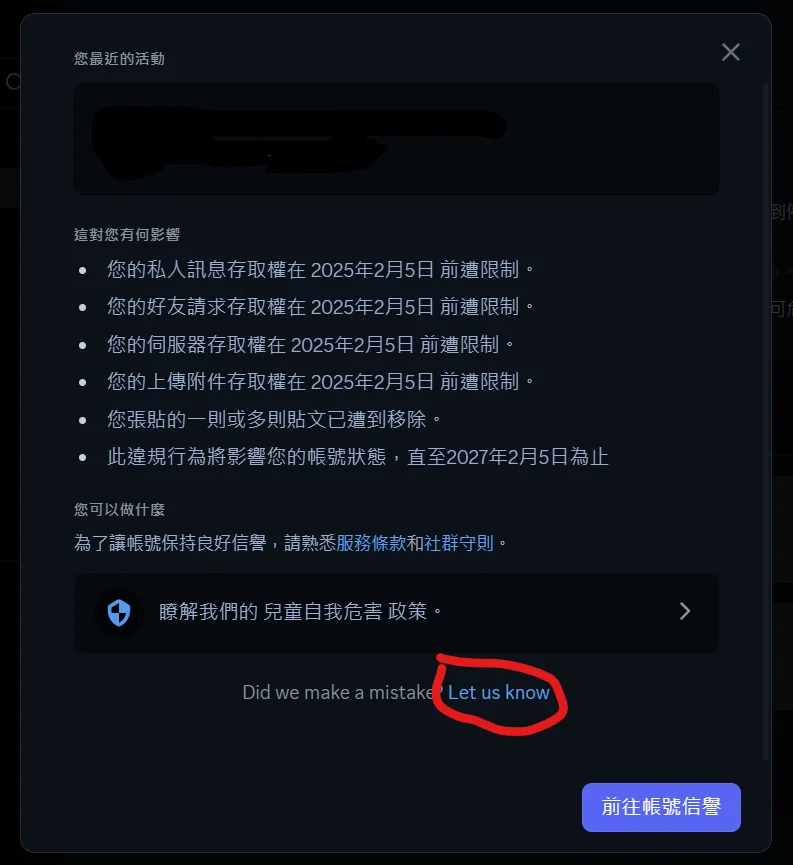 您最近的活動
這對您有何影響
您的私人訊息存取權在 2025年2月5日 前遭限制。
您的好友請求存取權在 2025年2月5日 前遭限制。
您的伺服器存取權在 2025年2月5日 前遭限制。
您的上傳附件存取權在 2025年2月5日 前遭限制。
您張貼的一則或多則貼文已遭到移除。
此違規行為將影響您的帳號狀態，直至2027年2月5日為止
您可以做什麼
為了讓帳號保持良好信譽，請熟悉服務條款和社群守則。
瞭解我們的 兒童自我危害 政策。
Did we make a mistake? Let us know
前往帳號信譽